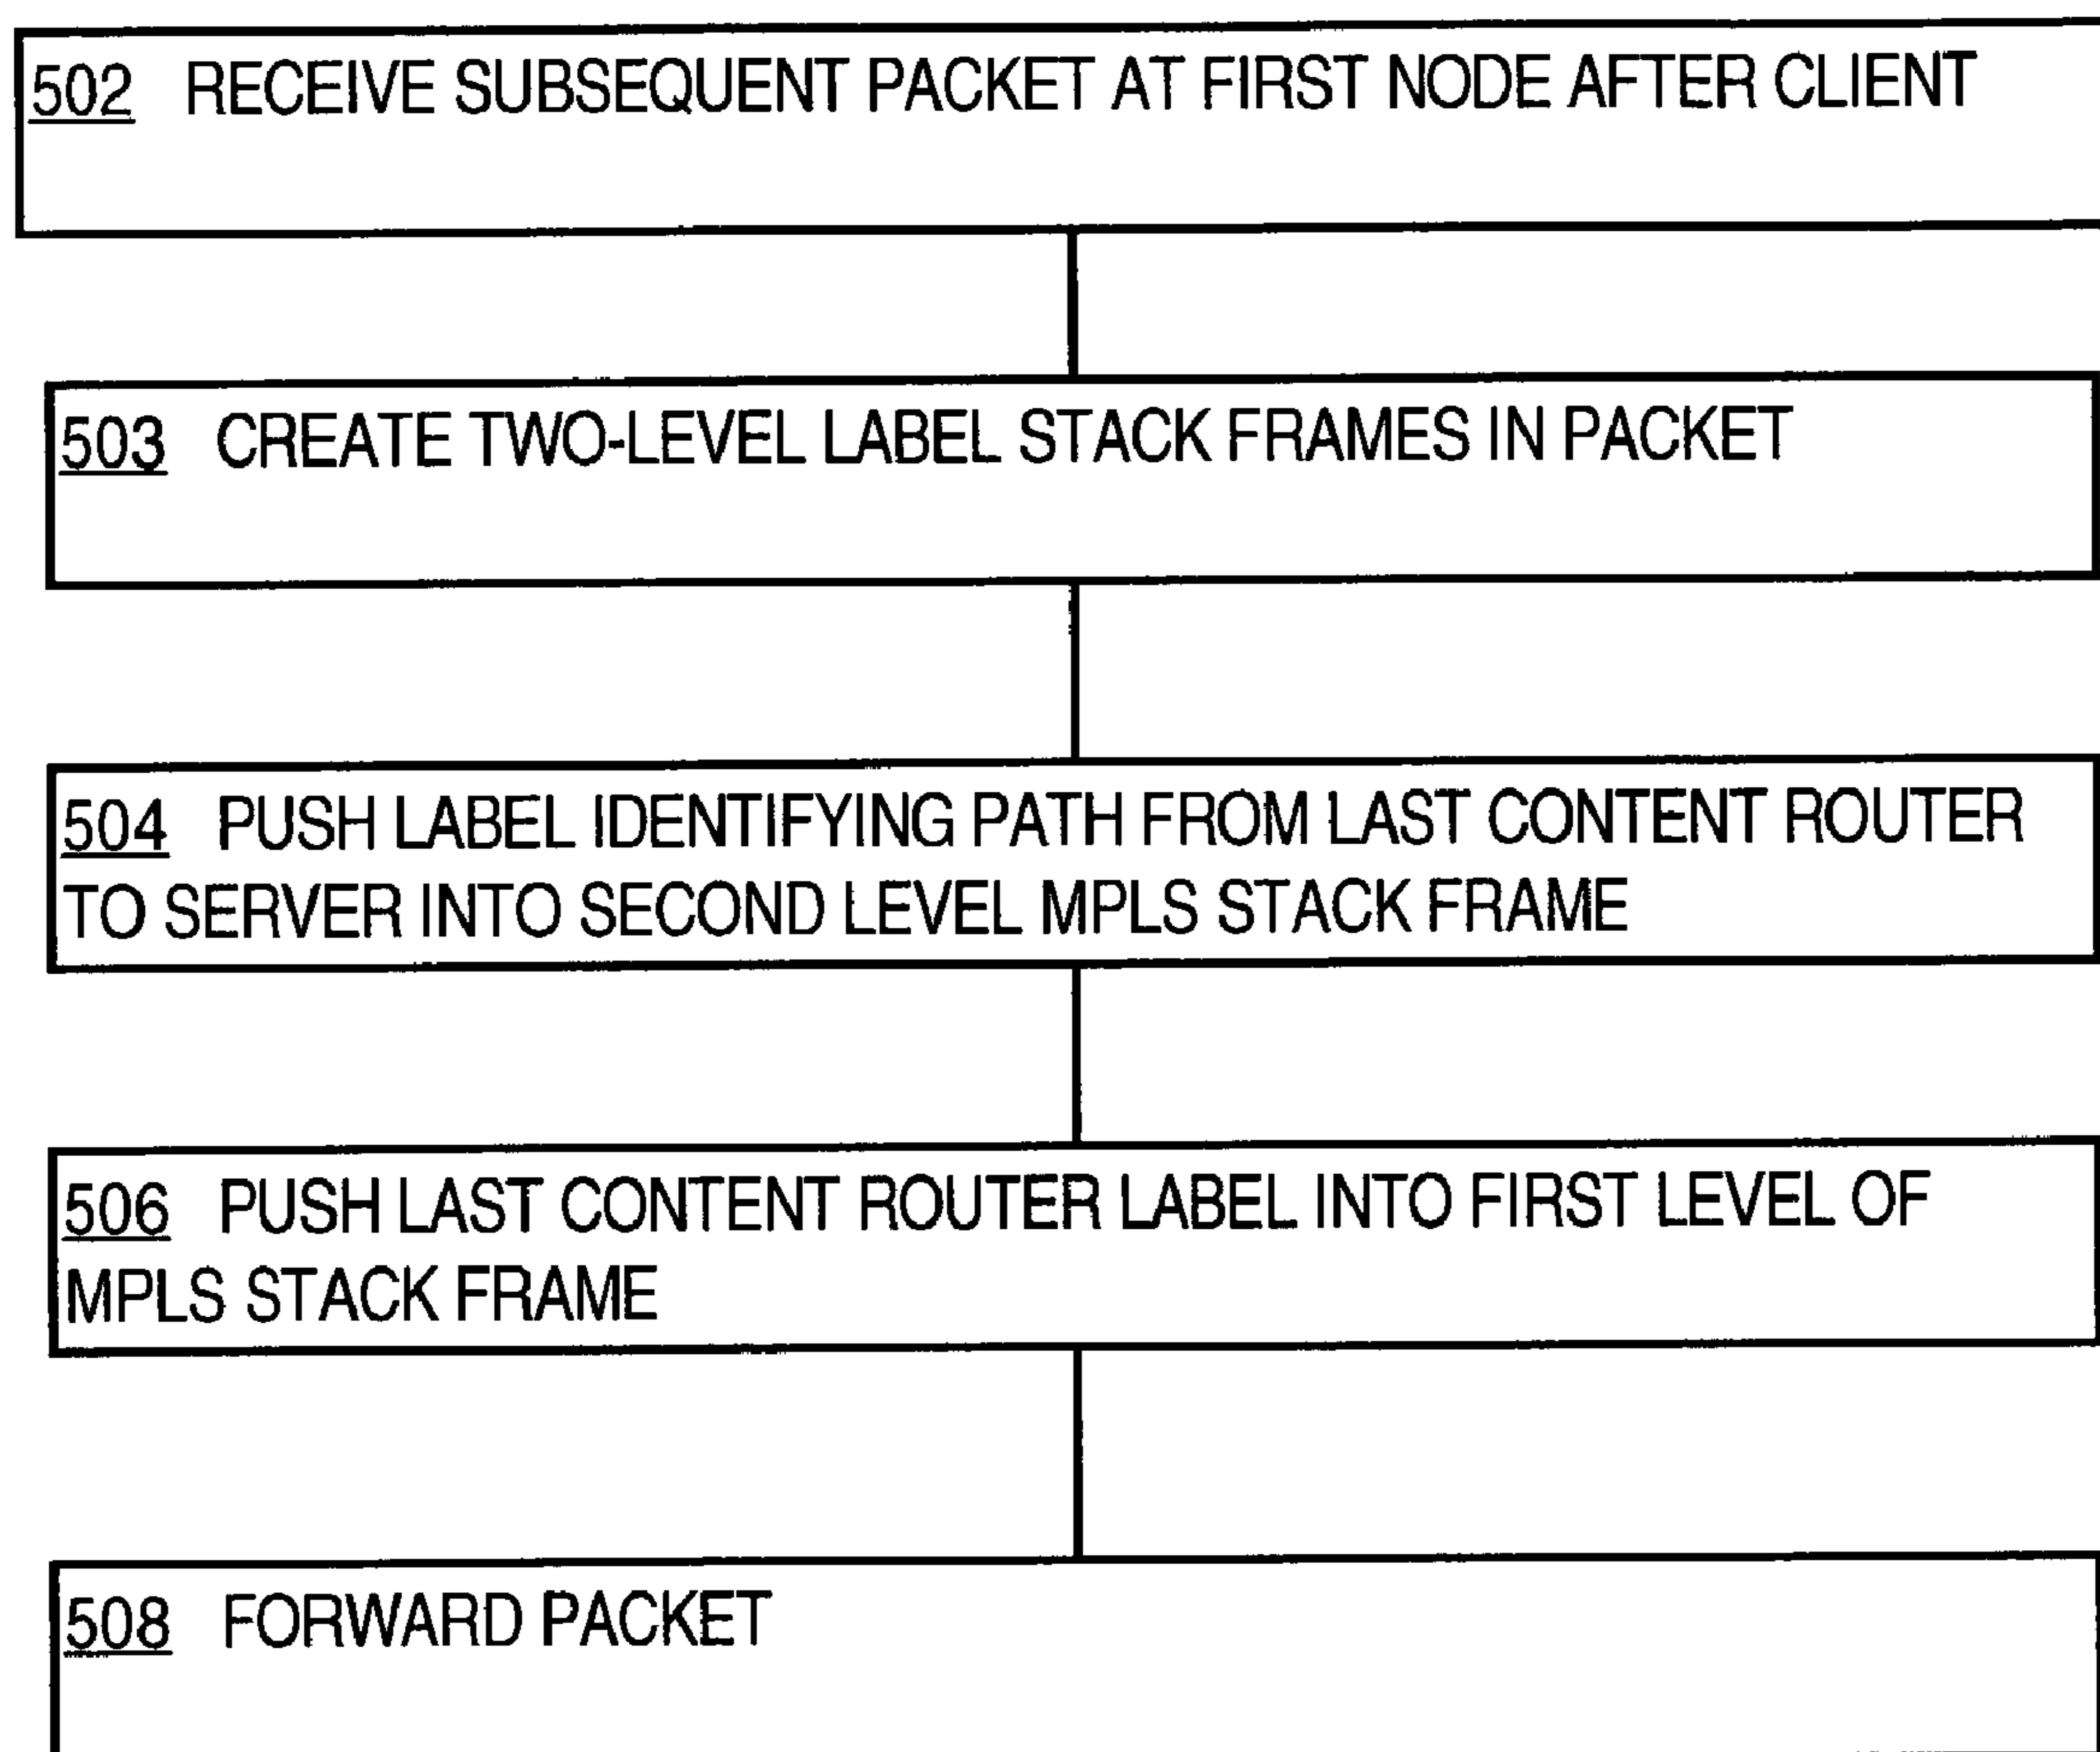 502 RECEIVE SUBSEQUENT PACKET AT FIRST NODE AFTER CLIENT
503 CREATE TWO-LEVEL LABEL STACK FRAMES IN PACKET
504 PUSH LABEL IDENTIFYING PATH FROM LAST CONTENT ROUTER
TO SERVER INTO SECOND LEVEL MPLS STACK FRAME
506 PUSH LAST CONTENT ROUTER LABEL INTO FIRST LEVEL OF
MPLS STACK FRAME
508 FORWARD PACKET